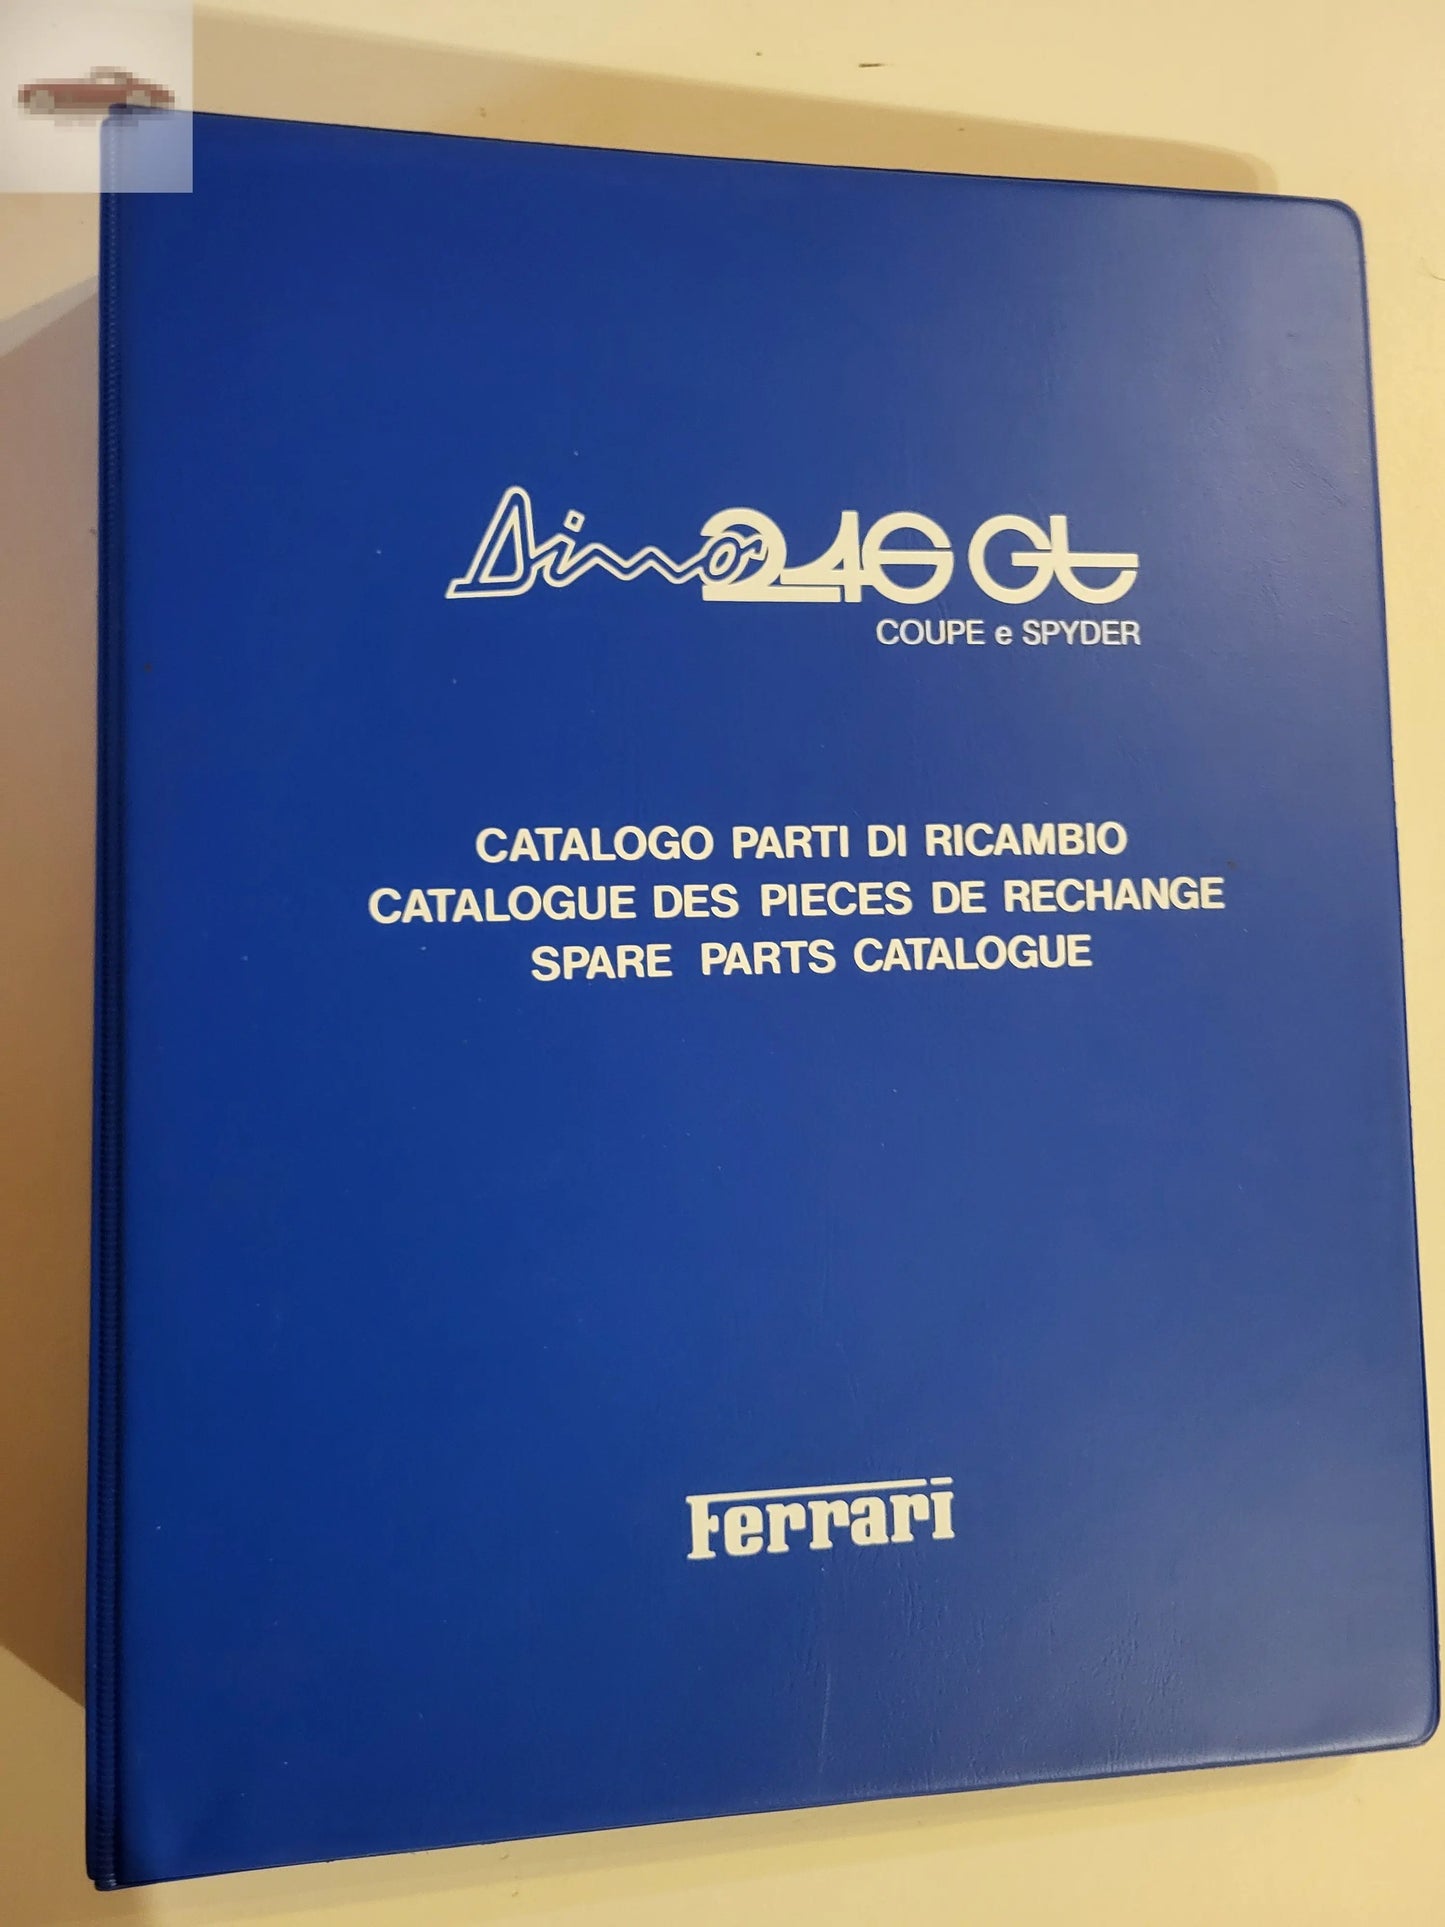 Dino 246 Gt
COUPE e SPYDER
CATALOGO PARTI DI RICAMBIO
CATALOGUE DES PIECES DE RECHANGE
SPARE PARTS CATALOGUE
Ferrari